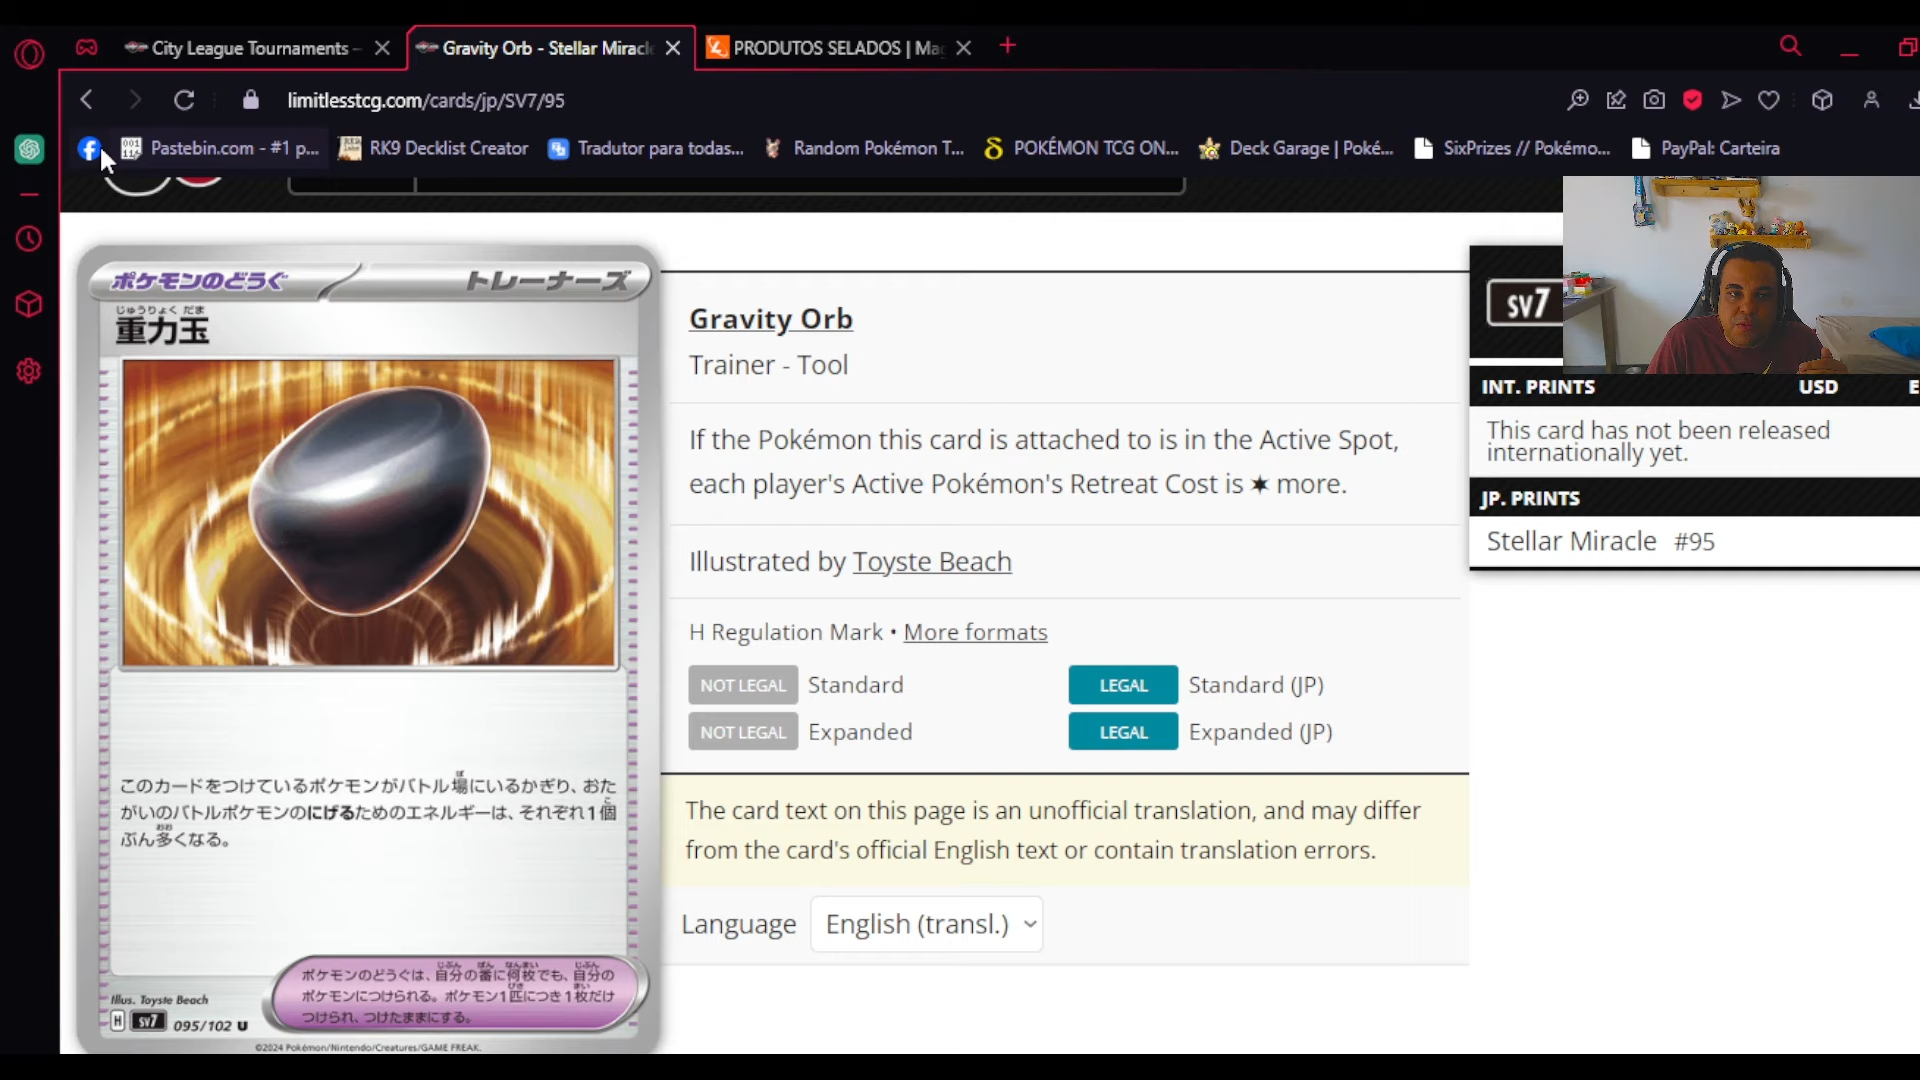 City League Tournaments –
Gravity Orb - Stellar Miracl
PRODUTOS SELADOS | Ma
limitlesstcg.com/cards/jp/SV7/95
Pastebin.com - #1 p...
RK9 Decklist Creator
Tradutor para todas...
Random Pokémon T...
POKÉMON TCG ON...
Deck Garage | Poké...
SixPrizes // Pokémo...
PayPal: Carteira
ポケモンのどうぐ
トレーナーズ
じゅうりょく だま
重力玉
このカードをつけているポケモンがバトル場にいるかぎり、おた
がいのバトルポケモンのにげるためのエネルギーは、それぞれ1個
ぶん多くなる。
ポケモンのどうぐは、自分の番に何枚でも、自分の
ポケモンにつけられる。ポケモン1匹につき1枚だけ
つけられ、つけたままにする。
Illus. Toyste Beach
H SV7 095/102 U
©2024 Pokémon/Nintendo/Creatures/GAME FREAK.
Gravity Orb
Trainer - Tool
If the Pokémon this card is attached to is in the Active Spot,
each player's Active Pokémon's Retreat Cost is ✶ more.
Illustrated by Toyste Beach
H Regulation Mark • More formats
NOT LEGAL Standard
LEGAL Standard (JP)
NOT LEGAL Expanded
LEGAL Expanded (JP)
The card text on this page is an unofficial translation, and may differ
from the card's official English text or contain translation errors.
Language English (transl.)
SV7
INT. PRINTS USD E
This card has not been released
internationally yet.
JP. PRINTS
Stellar Miracle #95